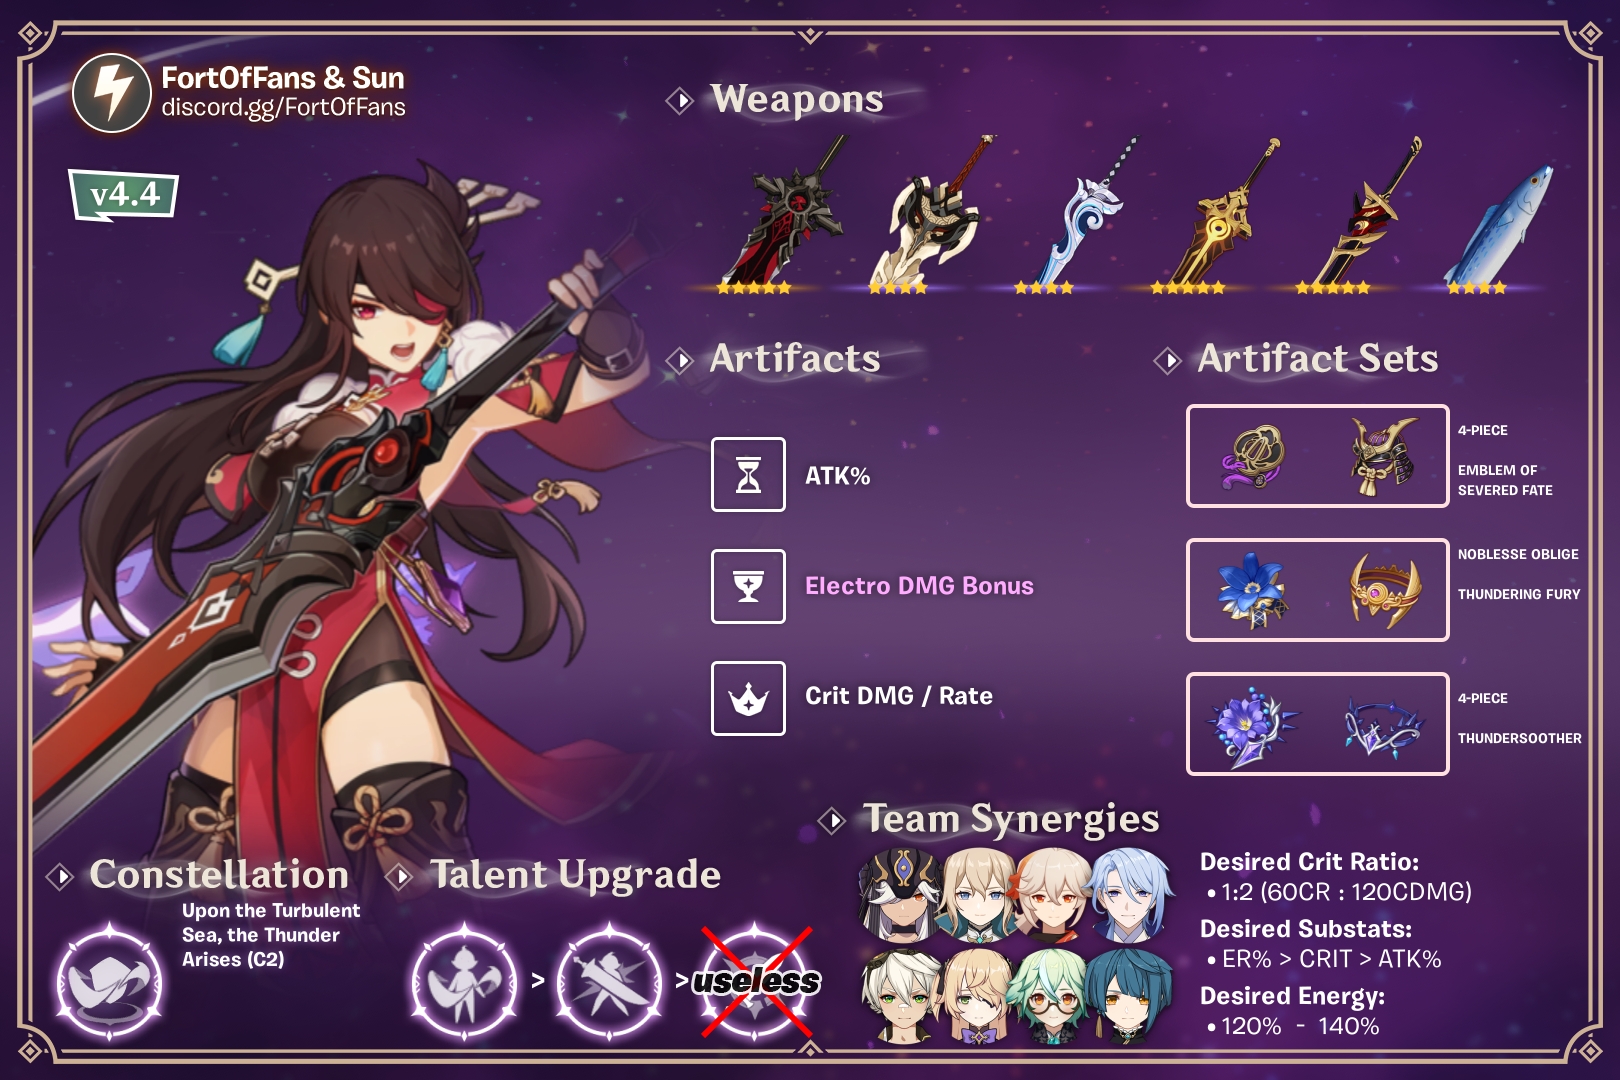 FortOfFans & Sun
discord.gg/FortOfFans
v4.4
Weapons
Artifacts
ATK%
Electro DMG Bonus
Crit DMG / Rate
Artifact Sets
4-PIECE
EMBLEM OF
SEVERED FATE
NOBLESSE OBLIGE
THUNDERING FURY
4-PIECE
THUNDERSOOTHER
Constellation
Upon the Turbulent
Sea, the Thunder
Arises (C2)
Talent Upgrade
> > useless
Team Synergies
Desired Crit Ratio:
• 1:2 (60CR : 120CDMG)
Desired Substats:
• ER% > CRIT > ATK%
Desired Energy:
• 120% - 140%